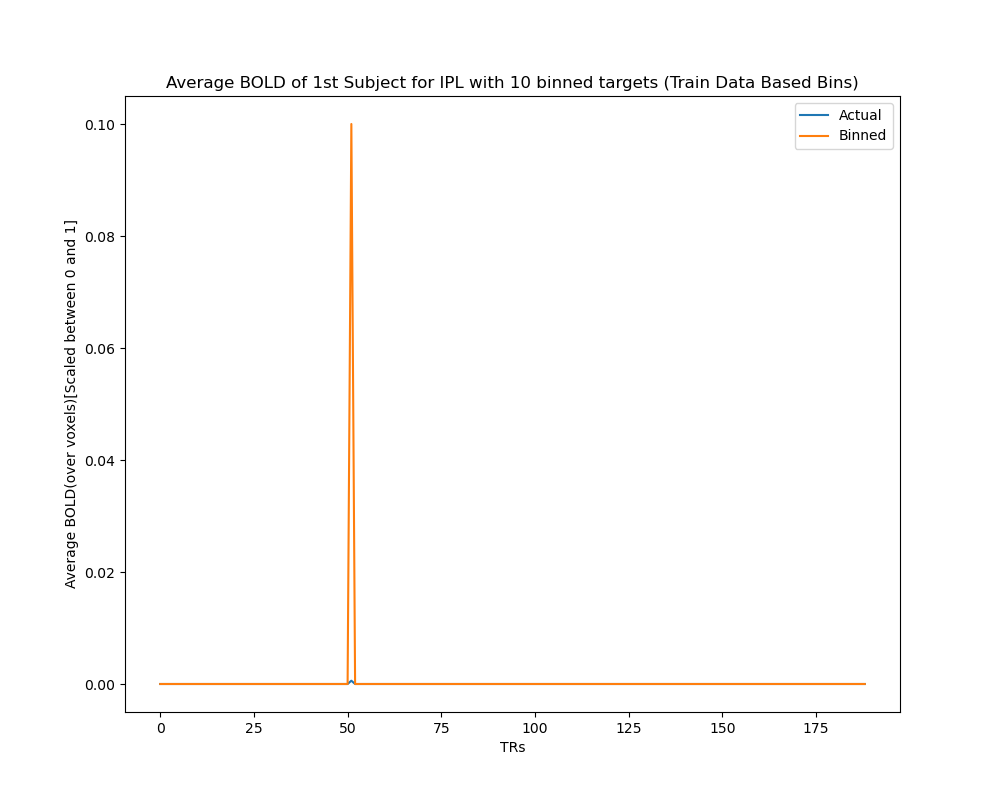 Average BOLD of 1st Subject for IPL with 10 binned targets (Train Data Based Bins)
Actual
Binned
Average BOLD(over voxels)[Scaled between 0 and 1]
0.10
0.08
0.06
0.04
0.02
0.00
0 25 50 75 100 125 150 175
TRs